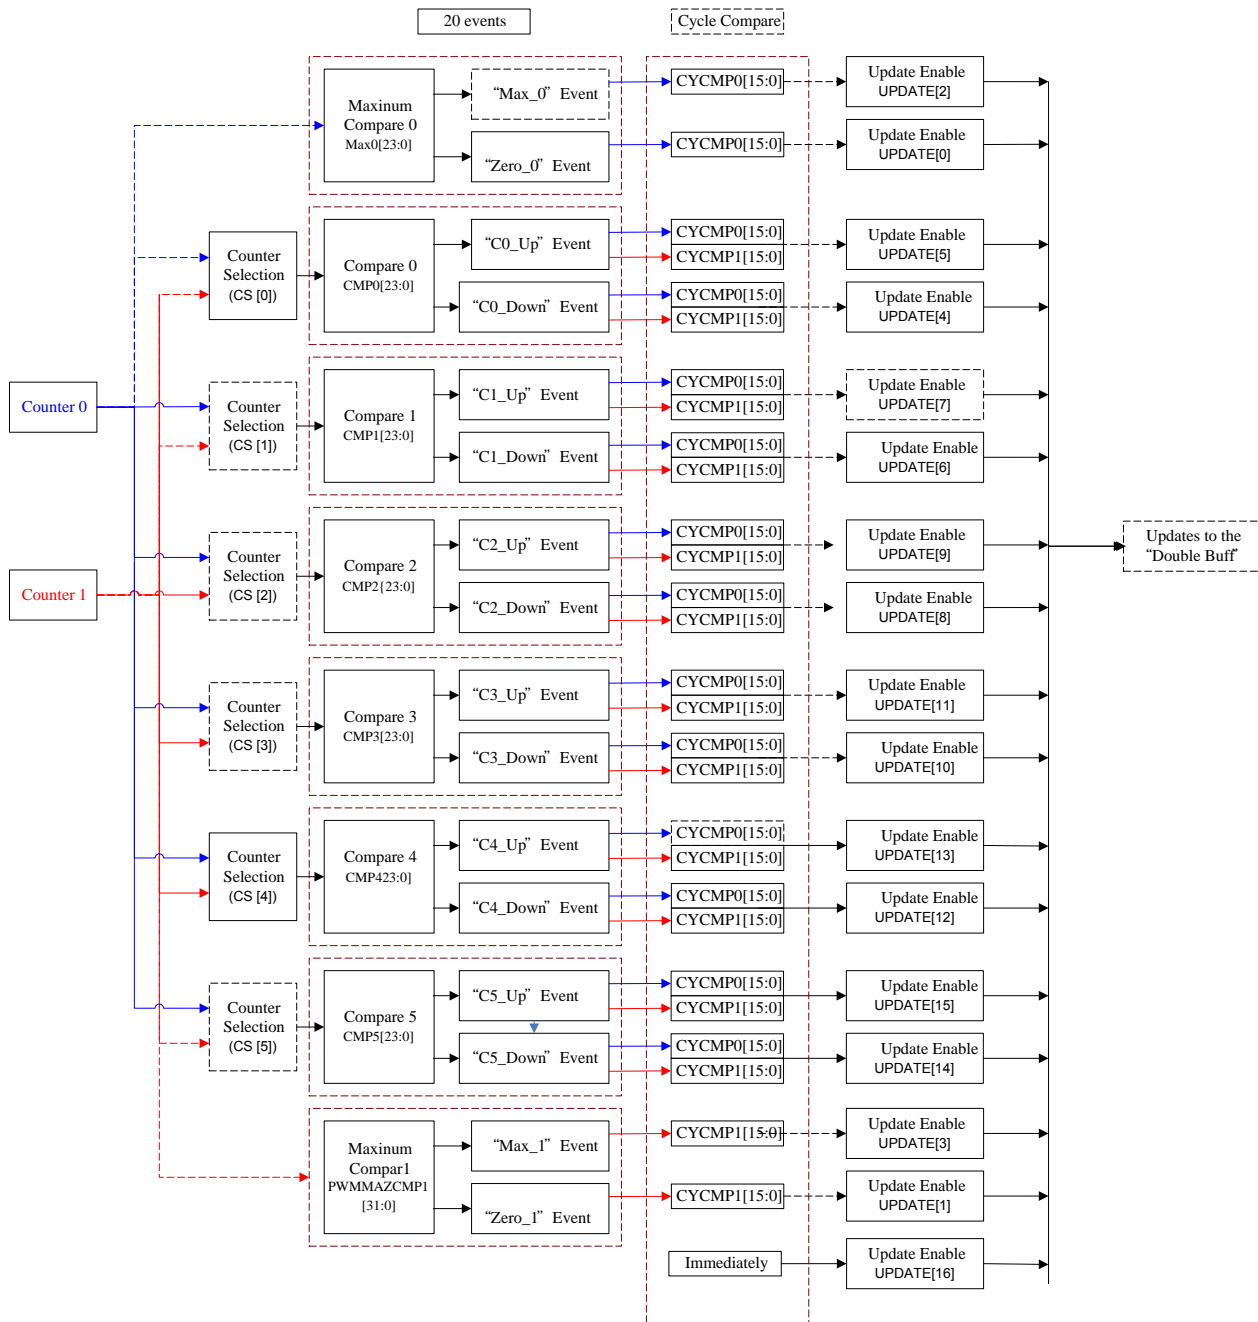 20 events
Cycle Compare
Maxinum
Compare 0
Max0[23:0]
“Max_0” Event
CYCMP0[15:0]
Update Enable
UPDATE[2]
“Zero_0” Event
CYCMP0[15:0]
Update Enable
UPDATE[0]
Counter
Selection
(CS [0])
Compare 0
CMP0[23:0]
“C0_Up” Event
CYCMP0[15:0]
CYCMP1[15:0]
Update Enable
UPDATE[5]
“C0_Down” Event
CYCMP0[15:0]
CYCMP1[15:0]
Update Enable
UPDATE[4]
Counter 0
Counter
Selection
(CS [1])
Compare 1
CMP1[23:0]
“C1_Up” Event
CYCMP0[15:0]
CYCMP1[15:0]
Update Enable
UPDATE[7]
“C1_Down” Event
CYCMP0[15:0]
CYCMP1[15:0]
Update Enable
UPDATE[6]
Counter 1
Counter
Selection
(CS [2])
Compare 2
CMP2[23:0]
“C2_Up” Event
CYCMP0[15:0]
CYCMP1[15:0]
Update Enable
UPDATE[9]
“C2_Down” Event
CYCMP0[15:0]
CYCMP1[15:0]
Update Enable
UPDATE[8]
Updates to the
“Double Buff”
Counter
Selection
(CS [3])
Compare 3
CMP3[23:0]
“C3_Up” Event
CYCMP0[15:0]
CYCMP1[15:0]
Update Enable
UPDATE[11]
“C3_Down” Event
CYCMP0[15:0]
CYCMP1[15:0]
Update Enable
UPDATE[10]
Counter
Selection
(CS [4])
Compare 4
CMP423:0]
“C4_Up” Event
CYCMP0[15:0]
CYCMP1[15:0]
Update Enable
UPDATE[13]
“C4_Down” Event
CYCMP0[15:0]
CYCMP1[15:0]
Update Enable
UPDATE[12]
Counter
Selection
(CS [5])
Compare 5
CMP5[23:0]
“C5_Up” Event
CYCMP0[15:0]
CYCMP1[15:0]
Update Enable
UPDATE[15]
“C5_Down” Event
CYCMP0[15:0]
CYCMP1[15:0]
Update Enable
UPDATE[14]
Maxinum
Compar1
PWMMAZCMP1
[31:0]
“Max_1” Event
CYCMP1[15:0]
Update Enable
UPDATE[3]
“Zero_1” Event
CYCMP1[15:0]
Update Enable
UPDATE[1]
Immediately
Update Enable
UPDATE[16]